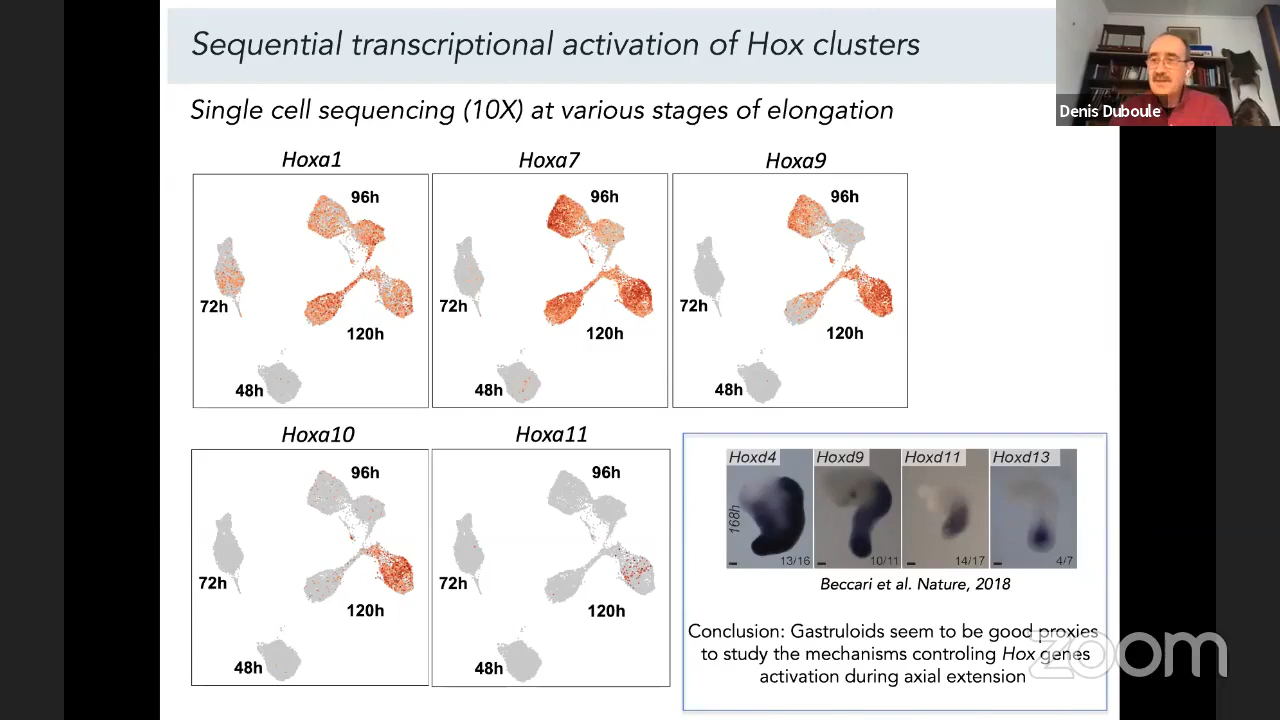 Sequential transcriptional activation of Hox clusters
Denis Duboule
Single cell sequencing (10X) at various stages of elongation
Hoxa1
96h
72h
120h
48h
Hoxa7
96h
72h
120h
48h
Hoxa9
96h
72h
120h
48h
Hoxa10
96h
72h
120h
48h
Hoxa11
96h
72h
120h
48h
Hoxd4
Hoxd9
Hoxd11
Hoxd13
168h
13/16
10/11
14/17
4/7
Beccari et al. Nature, 2018
Conclusion: Gastruloids seem to be good proxies
to study the mechanisms controling Hox genes
activation during axial extension
zoom